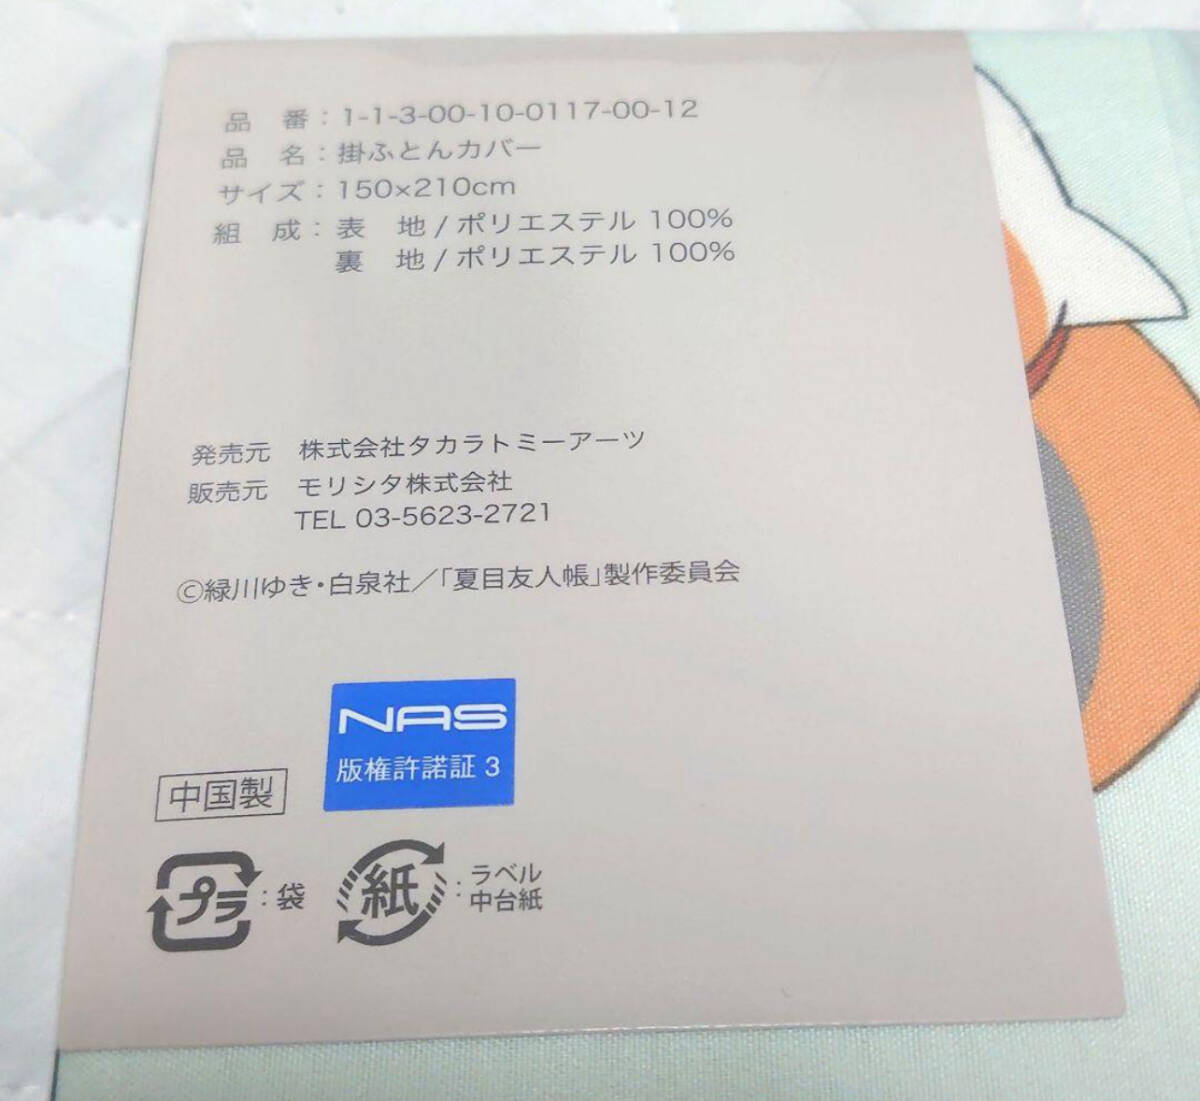 品　番：1-1-3-00-10-0117-00-12
品　名：掛ふとんカバー
サイズ：150×210cm
組　成：表　地/ポリエステル 100%
裏　地/ポリエステル 100%
発売元　株式会社タカラトミーアーツ
販売元　モリシタ株式会社
TEL 03-5623-2721
©緑川ゆき・白泉社／「夏目友人帳」製作委員会
NAS
版権許諾証 3
中国製
プラ：袋
紙：ラベル
中台紙